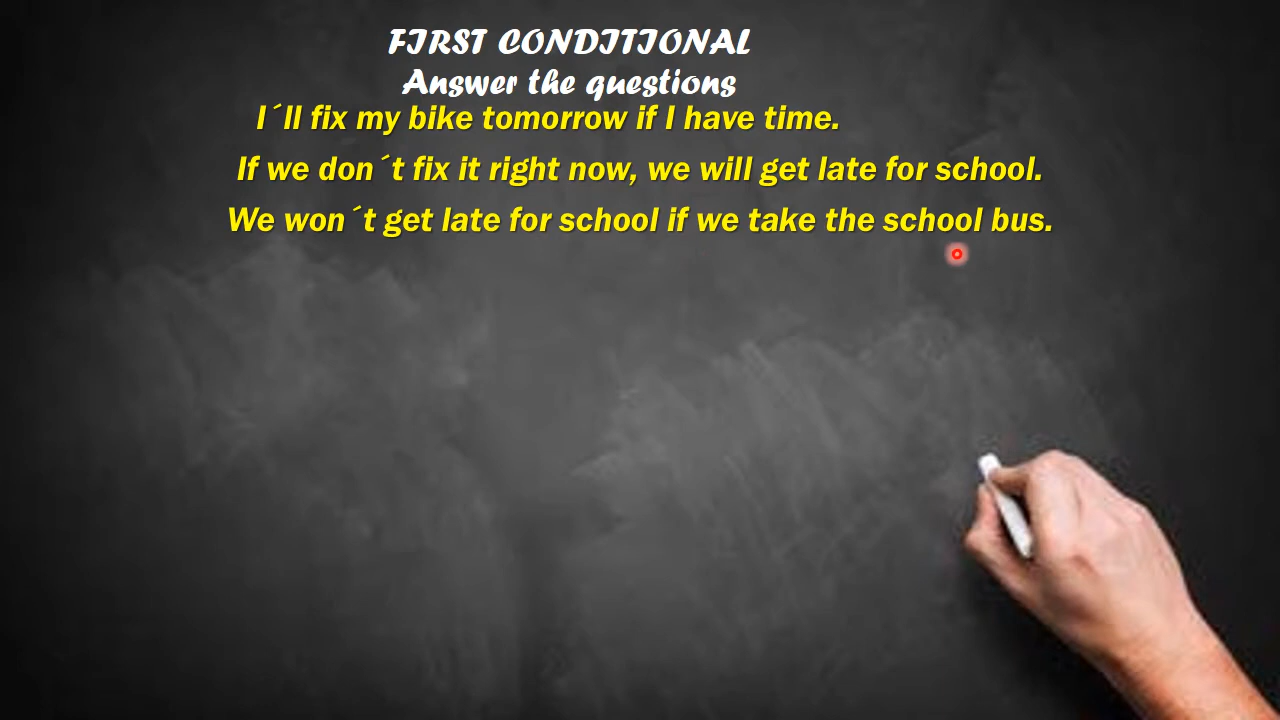 FIRST CONDITIONAL
Answer the questions
I´ll fix my bike tomorrow if I have time.
If we don´t fix it right now, we will get late for school.
We won´t get late for school if we take the school bus.